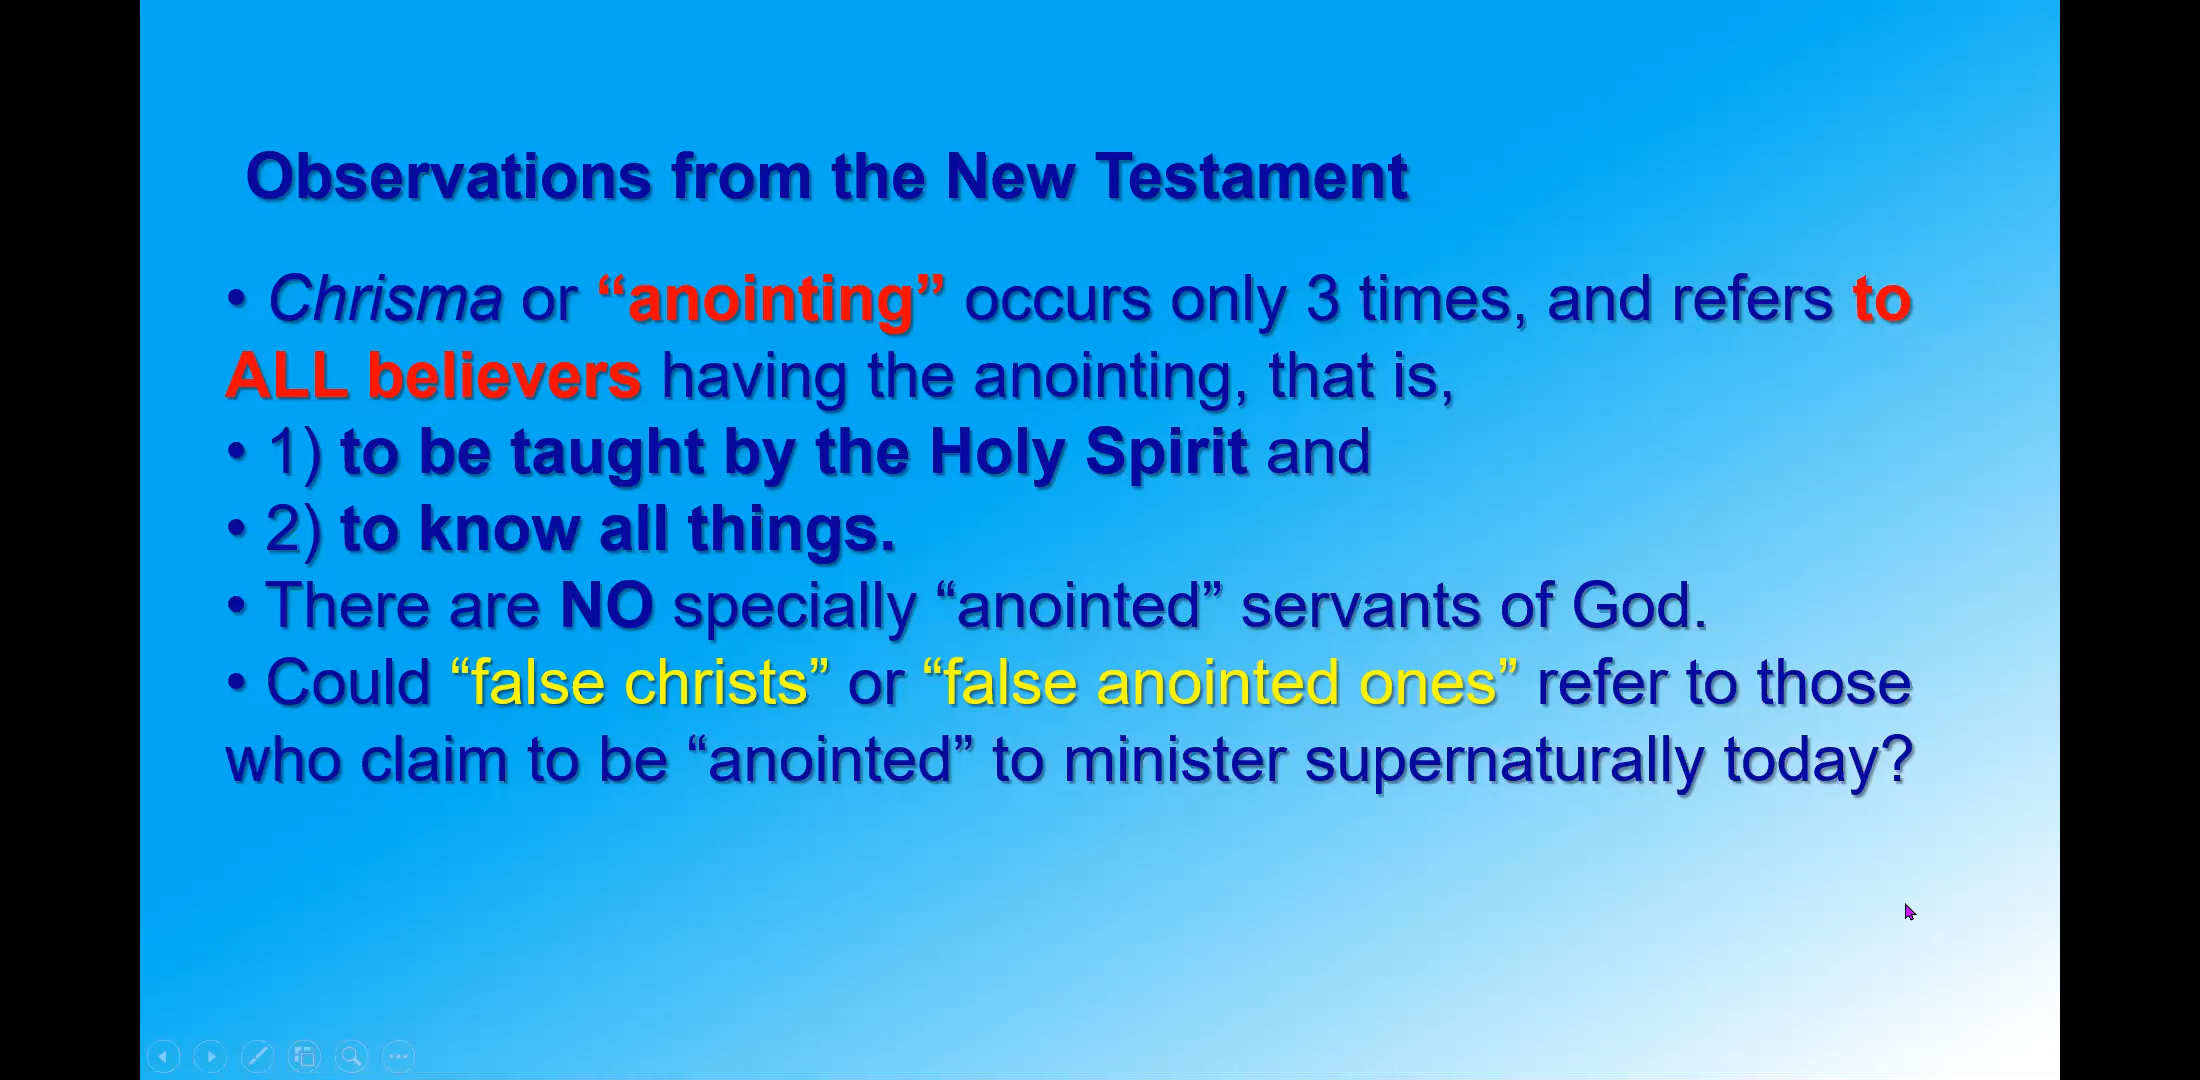 Observations from the New Testament
• Chrisma or “anointing” occurs only 3 times, and refers to
ALL believers having the anointing, that is,
• 1) to be taught by the Holy Spirit and
• 2) to know all things.
• There are NO specially “anointed” servants of God.
• Could “false christs” or “false anointed ones” refer to those
who claim to be “anointed” to minister supernaturally today?